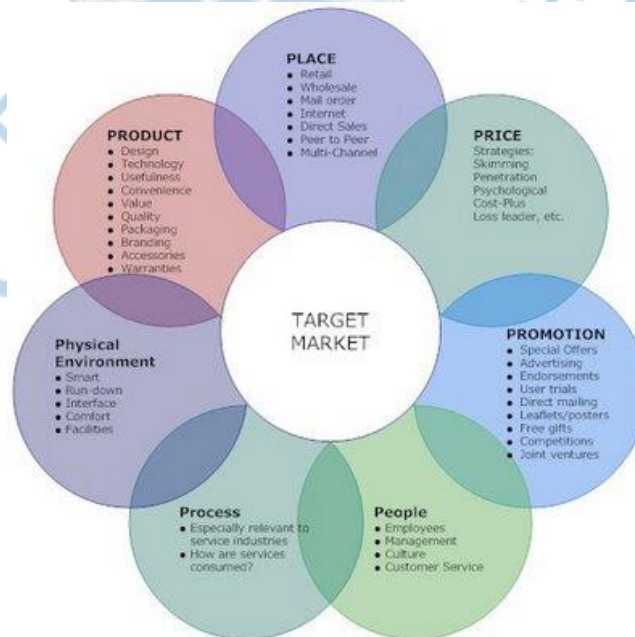 PLACE
● Retail
● Wholesale
● Mail order
● Internet
● Direct Sales
● Peer to Peer
● Multi-Channel
PRICE
Strategies:
Skimming
Penetration
Psychological
Cost-Plus
Loss leader, etc.
PROMOTION
● Special Offers
● Advertising
● Endorsements
● User trials
● Direct mailing
● Leaflets/posters
● Free gifts
● Competitions
● Joint ventures
People
● Employees
● Management
● Culture
● Customer Service
Process
● Especially relevant to
service industries
● How are services
consumed?
Physical
Environment
● Smart
● Run-down
● Interface
● Comfort
● Facilities
PRODUCT
● Design
● Technology
● Usefulness
● Convenience
● Value
● Quality
● Packaging
● Branding
● Accessories
● Warranties
TARGET
MARKET